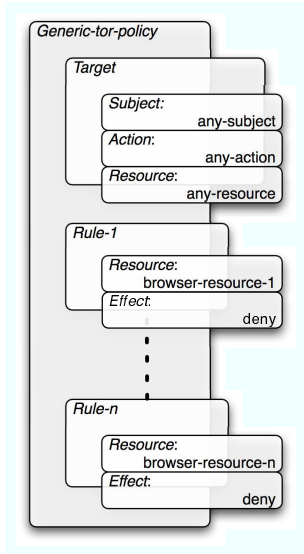 Generic-tor-policy
Target
Subject:
any-subject
Action:
any-action
Resource:
any-resource
Rule-1
Resource:
browser-resource-1
Effect:
deny
Rule-n
Resource:
browser-resource-n
Effect:
deny